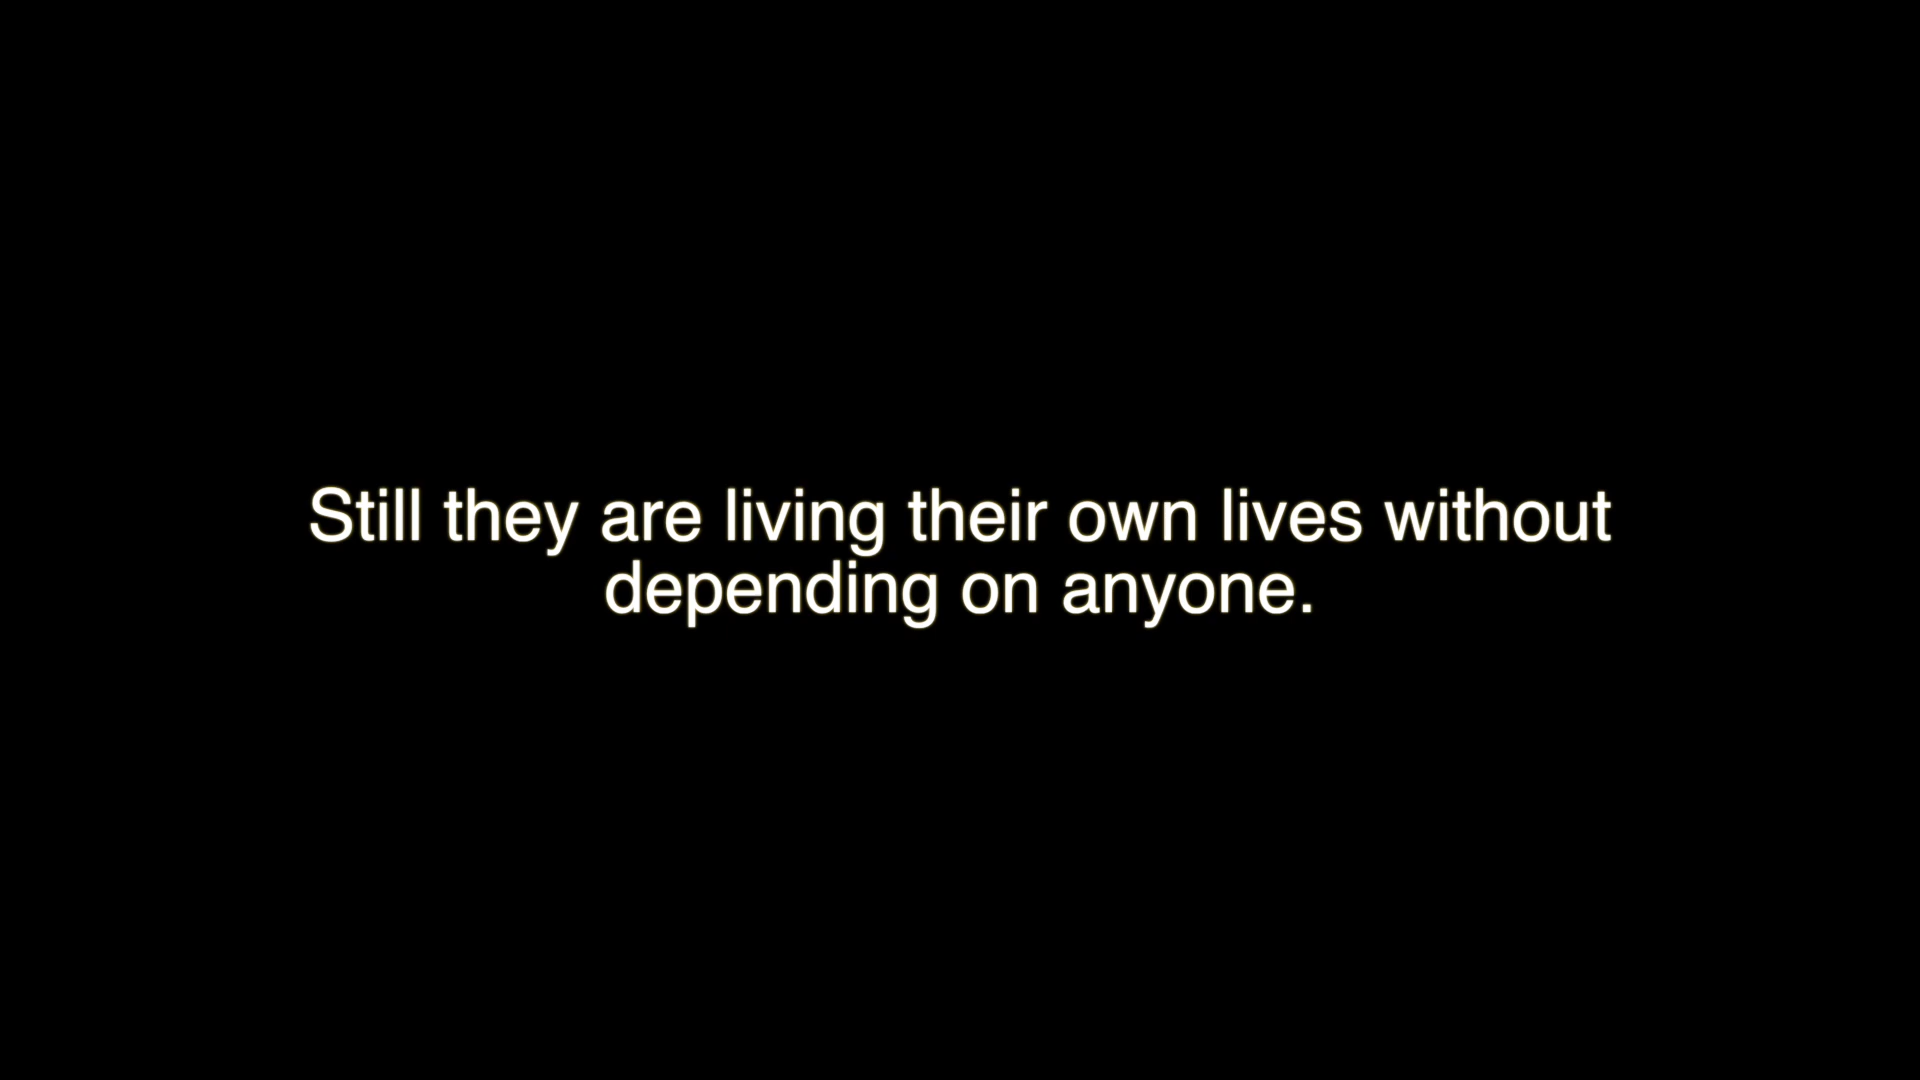 Still they are living their own lives without
depending on anyone.